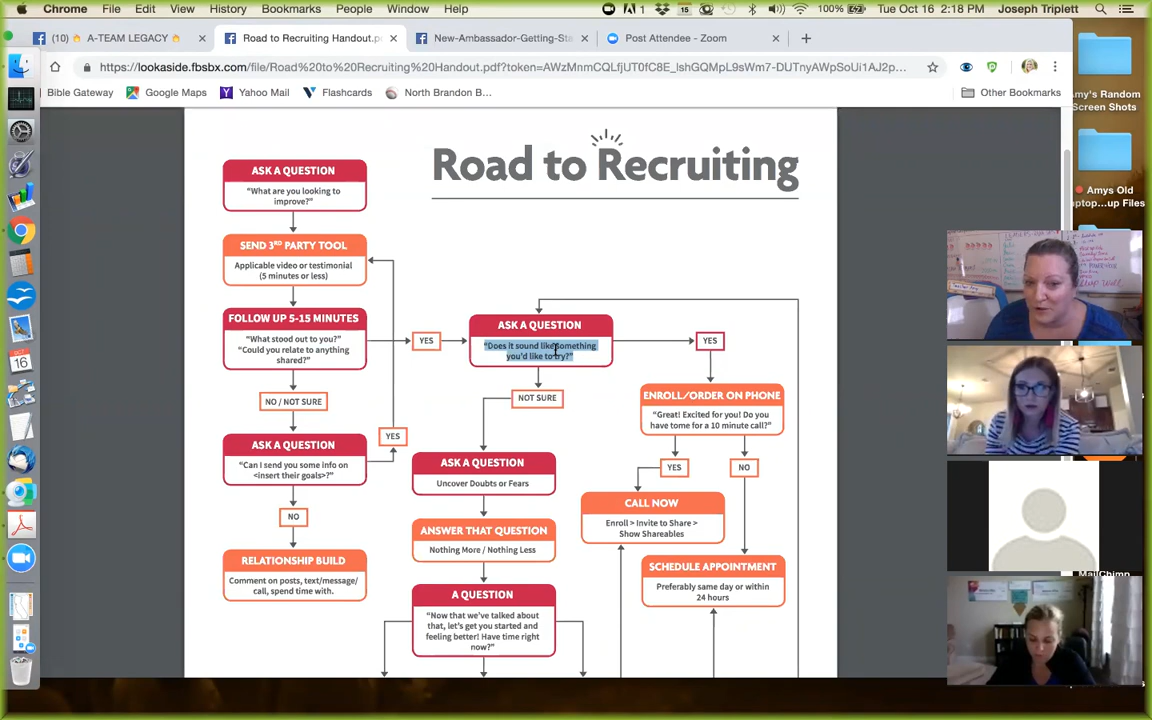 Chrome File Edit View History Bookmarks People Window Help
1
15
100%
Tue Oct 16 2:18 PM Joseph Triplett
(10) 🔥 A-TEAM LEGACY 🔥
Road to Recruiting Handout.p
New-Ambassador-Getting-Sta
Post Attendee - Zoom
https://lookaside.fbsbx.com/file/Road%20to%20Recruiting%20Handout.pdf?token=AWzMnmCQLfjUT0fC8E_lshGQMpL9sWm7-DUTnyAWpSoUi1AJ2p...
Bible Gateway Google Maps Yahoo Mail Flashcards North Brandon B... Other Bookmarks
Amy's Random
Screen Shots
Amys Old
ptop...up Files
MailChimp
OCT
16
Road to Recruiting
ASK A QUESTION
“What are you looking to
improve?”
SEND 3RD PARTY TOOL
Applicable video or testimonial
(5 minutes or less)
FOLLOW UP 5-15 MINUTES
“What stood out to you?”
“Could you relate to anything
shared?”
NO / NOT SURE
ASK A QUESTION
“Can I send you some info on
<insert their goals>?”
YES
NO
RELATIONSHIP BUILD
Comment on posts, text/message/
call, spend time with.
YES
ASK A QUESTION
“Does it sound like something
you’d like to try?”
NOT SURE
ASK A QUESTION
Uncover Doubts or Fears
ANSWER THAT QUESTION
Nothing More / Nothing Less
A QUESTION
“Now that we’ve talked about
that, let’s get you started and
feeling better! Have time right
now?”
YES
ENROLL/ORDER ON PHONE
“Great! Excited for you! Do you
have tome for a 10 minute call?”
YES
NO
CALL NOW
Enroll > Invite to Share >
Show Shareables
SCHEDULE APPOINTMENT
Preferably same day or within
24 hours